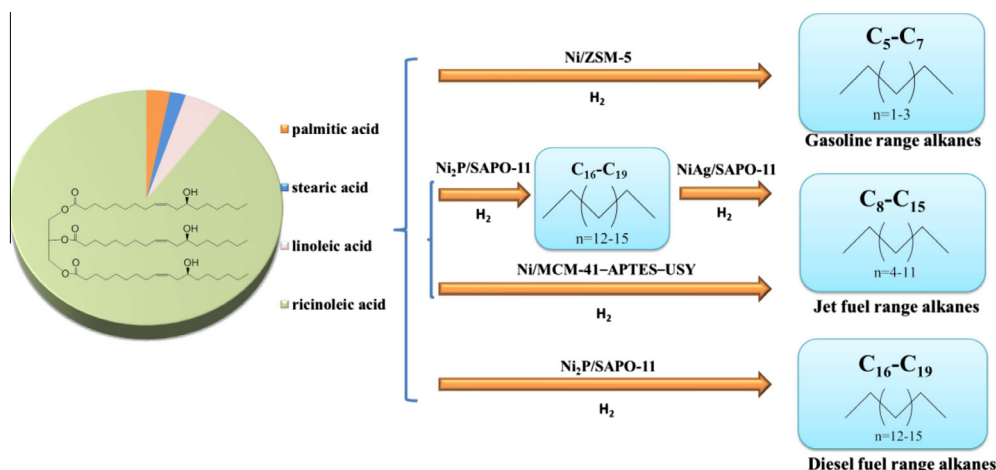 palmitic acid
stearic acid
linoleic acid
ricinoleic acid
OH
O
O
OH
O
O
OH
O
O
Ni/ZSM-5
H₂
Ni₂P/SAPO-11
H₂
C₁₆-C₁₉
n=12-15
NiAg/SAPO-11
H₂
Ni/MCM-41–APTES–USY
H₂
Ni₂P/SAPO-11
H₂
C₅-C₇
n=1-3
Gasoline range alkanes
C₈-C₁₅
n=4-11
Jet fuel range alkanes
C₁₆-C₁₉
n=12-15
Diesel fuel range alkanes